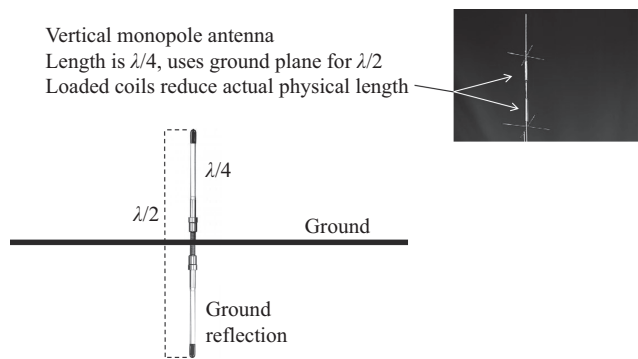 Vertical monopole antenna
Length is λ/4, uses ground plane for λ/2
Loaded coils reduce actual physical length
λ/4
λ/2
Ground
Ground
reflection